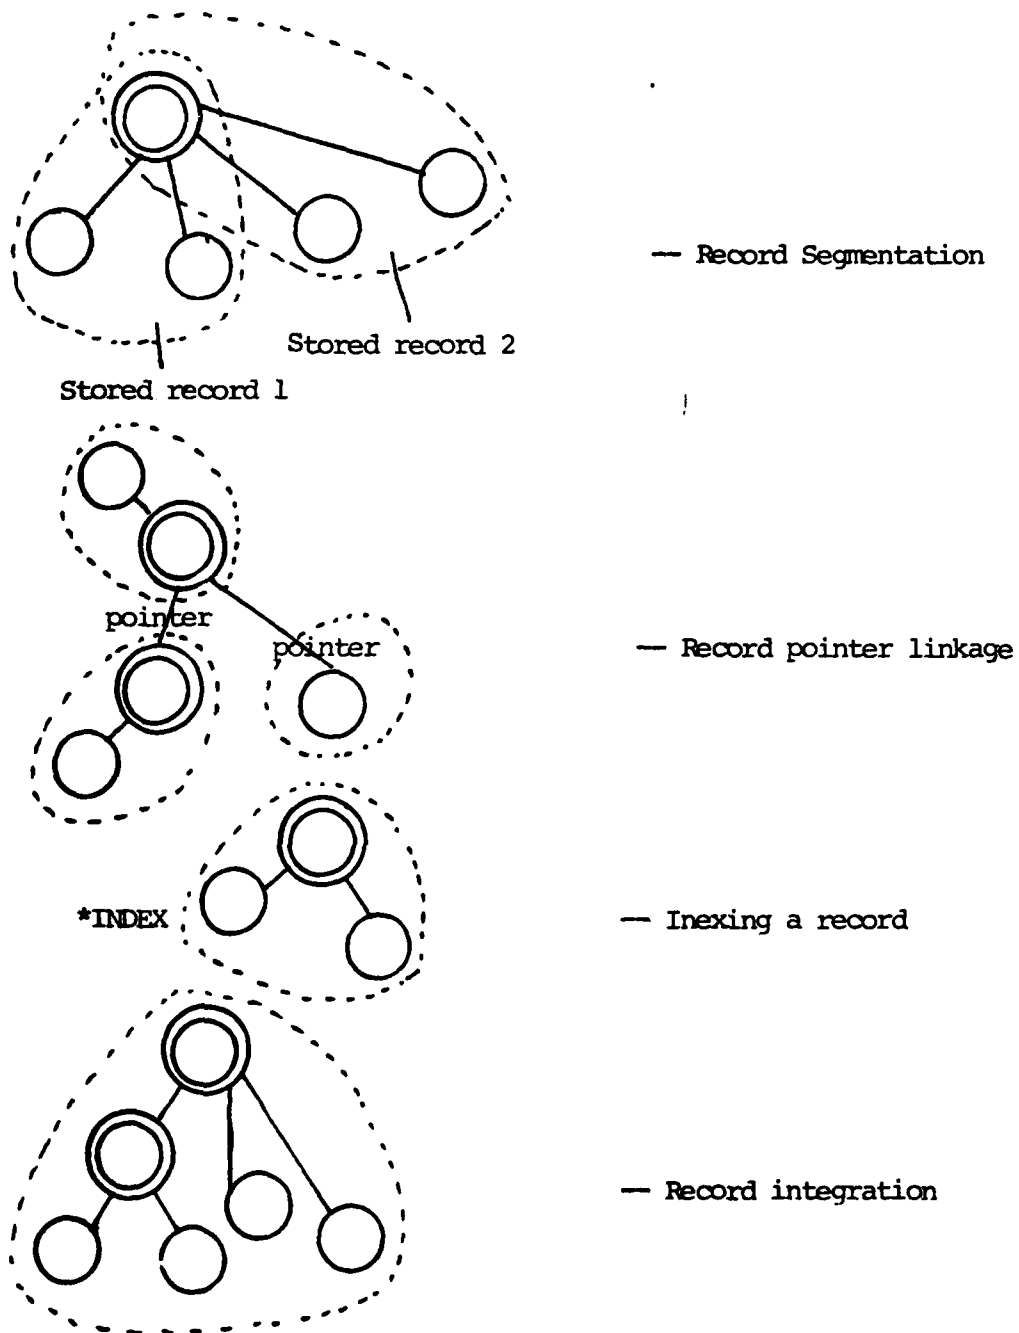 — Record Segmentation
Stored record 2
Stored record 1
pointer
pointer
— Record pointer linkage
*INDEX
— Inexing a record
— Record integration